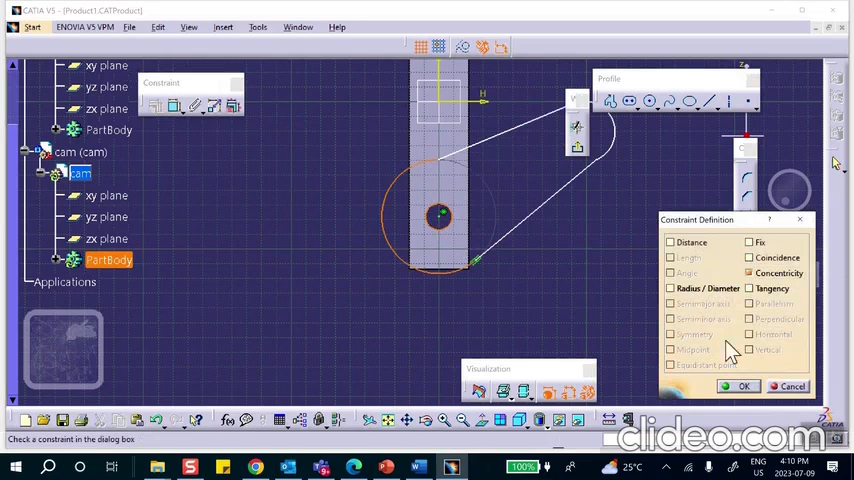 CATIA V5 - [Product1.CATProduct]
Start
ENOVIA V5 VPM
File
Edit
View
Insert
Tools
Window
Help
xy plane
yz plane
zx plane
PartBody
cam (cam)
cam
xy plane
yz plane
zx plane
PartBody
Applications
Constraint
H
V
Profile
z
C
Constraint Definition
?
Distance
Fix
Length
Coincidence
Angle
Concentricity
Radius / Diameter
Tangency
Semimajor axis
Parallelism
Semiminor axis
Perpendicular
Symmetry
Horizontal
Midpoint
Vertical
Equidistant point
OK
Cancel
Visualization
f(x)
Check a constraint in the dialog box
clideo.com
100%
25°C
ENG
US
4:10 PM
2023-07-09
9+